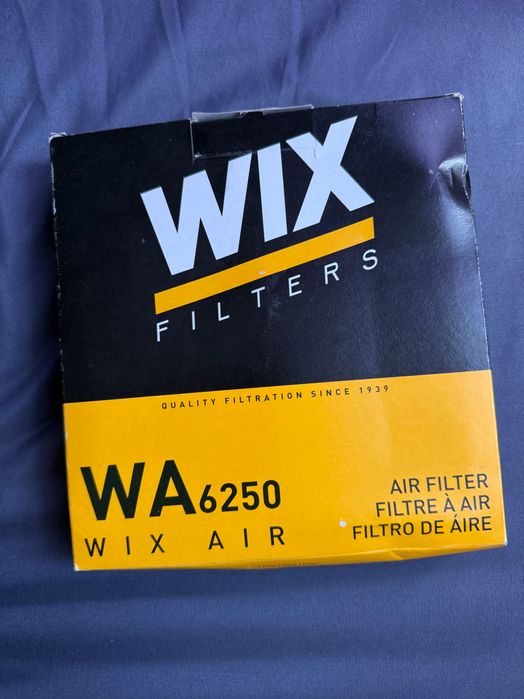 WIX
FILTERS
QUALITY FILTRATION SINCE 1939
WA6250
WIX AIR
AIR FILTER
FILTRE À AIR
FILTRO DE ÁIRE